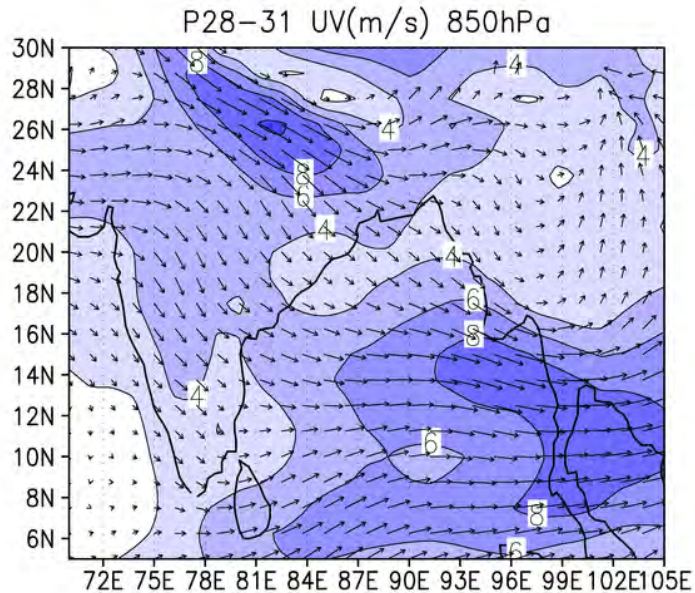 P28-31 UV(m/s) 850hPa
30N
8
4
28N
26N
4
4
24N
8
6
22N
4
20N
4
18N
6
16N
8
14N
4
12N
6
10N
8N
8
6N
6
72E 75E 78E 81E 84E 87E 90E 93E 96E 99E 102E 105E